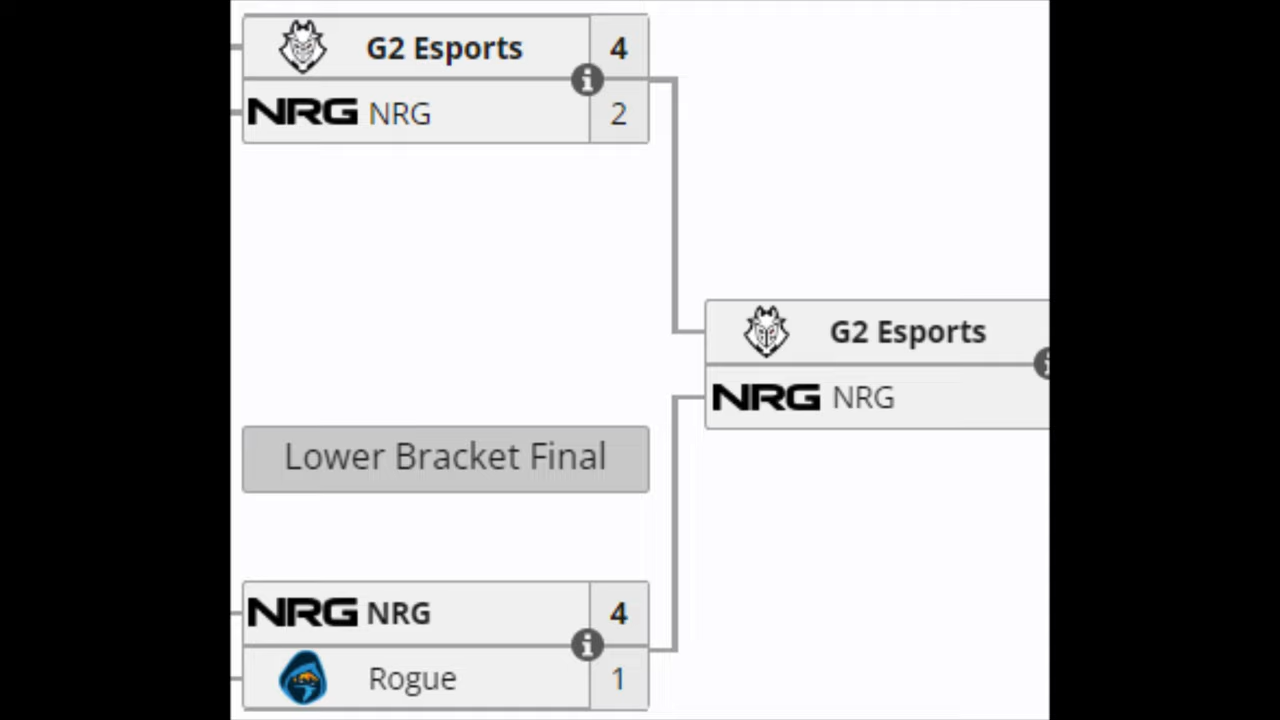 G2 Esports 4
NRG NRG 2
G2 Esports
NRG NRG
Lower Bracket Final
NRG NRG 4
Rogue 1